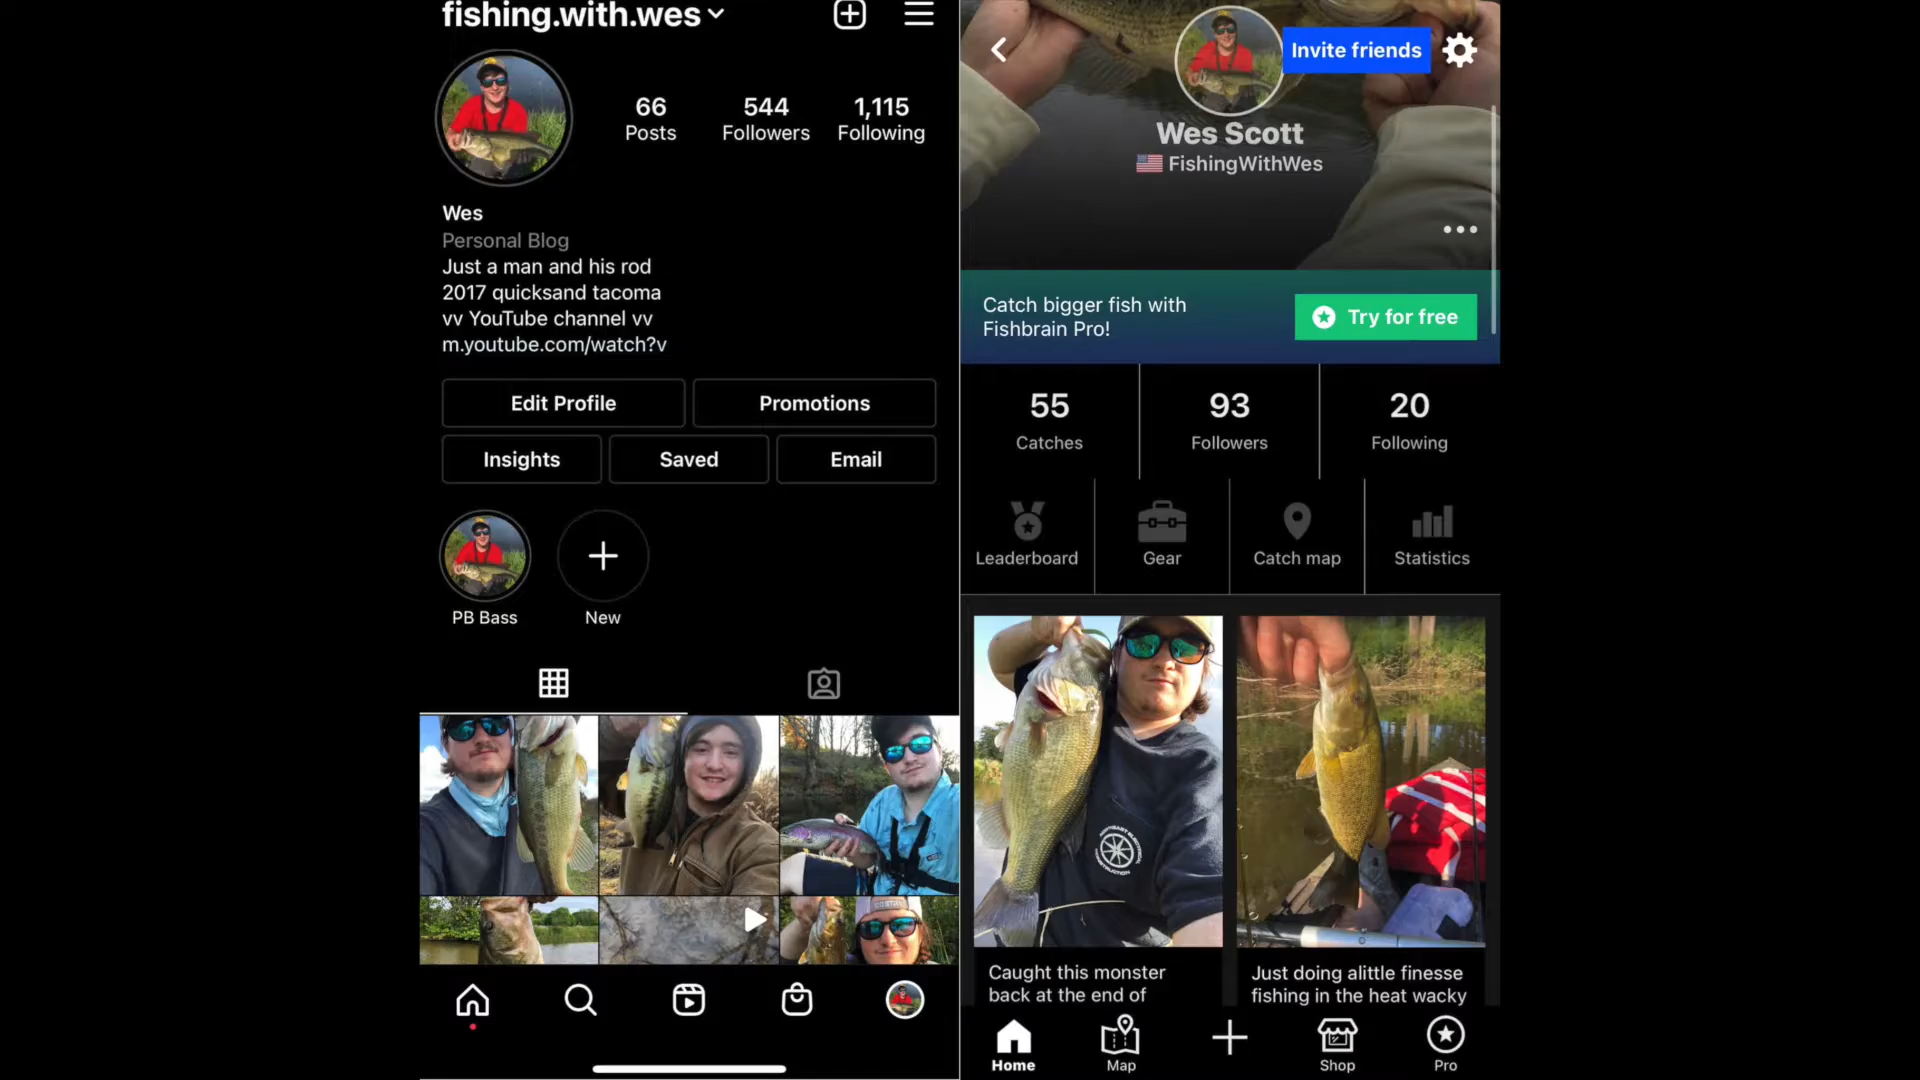 fishing.with.wes
66
Posts
544
Followers
1,115
Following
Wes
Personal Blog
Just a man and his rod
2017 quicksand tacoma
vv YouTube channel vv
m.youtube.com/watch?v
Edit Profile
Promotions
Insights
Saved
Email
PB Bass
New
Invite friends
Wes Scott
FishingWithWes
Catch bigger fish with
Fishbrain Pro!
Try for free
55
Catches
93
Followers
20
Following
Leaderboard
Gear
Catch map
Statistics
Caught this monster
back at the end of
Just doing alittle finesse
fishing in the heat wacky
Home
Map
Shop
Pro